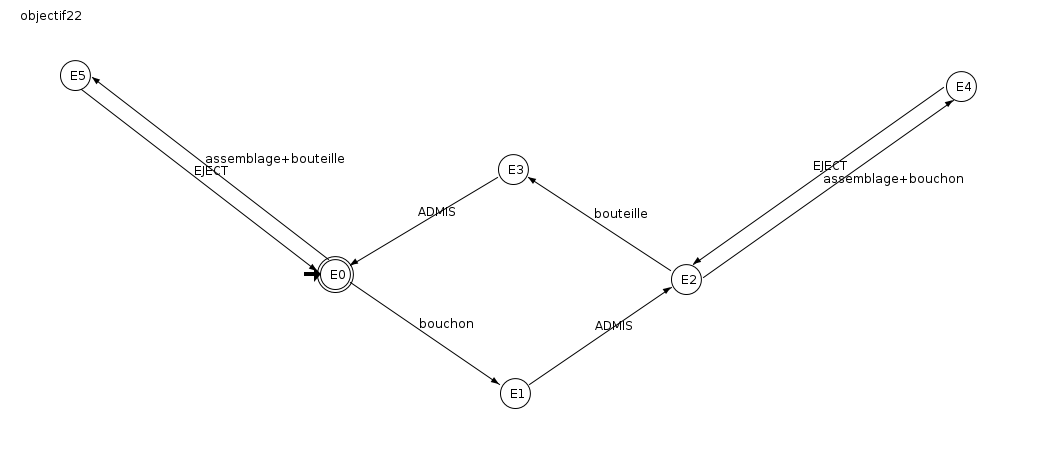 objectif22
E5
E4
assemblage+bouteille
EJECT
EJECT
E3
assemblage+bouchon
ADMIS
bouteille
E0
E2
bouchon
ADMIS
E1